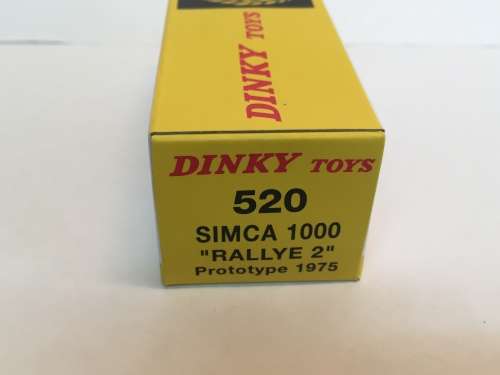 DINKY TOYS
DINKY TOYS
520
SIMCA 1000
"RALLYE 2"
Prototype 1975